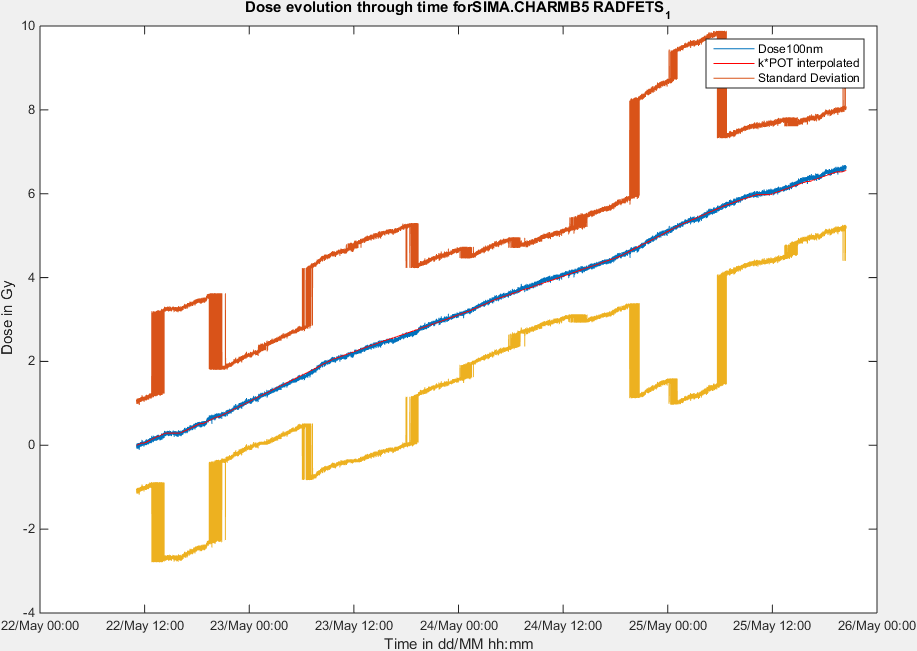 Dose evolution through time forSIMA.CHARMB5 RADFETS1
Dose100nm
k*POT interpolated
Standard Deviation
10
8
6
4
2
0
-2
-4
Dose in Gy
22/May 00:00 22/May 12:00 23/May 00:00 23/May 12:00 24/May 00:00 24/May 12:00 25/May 00:00 25/May 12:00 26/May 00:00
Time in dd/MM hh:mm